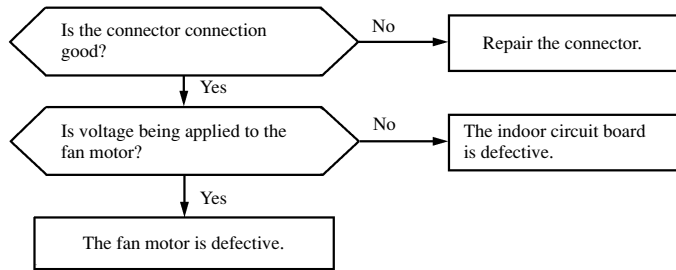 Is the connector connection
good?
No
Repair the connector.
Yes
Is voltage being applied to the
fan motor?
No
The indoor circuit board
is defective.
Yes
The fan motor is defective.